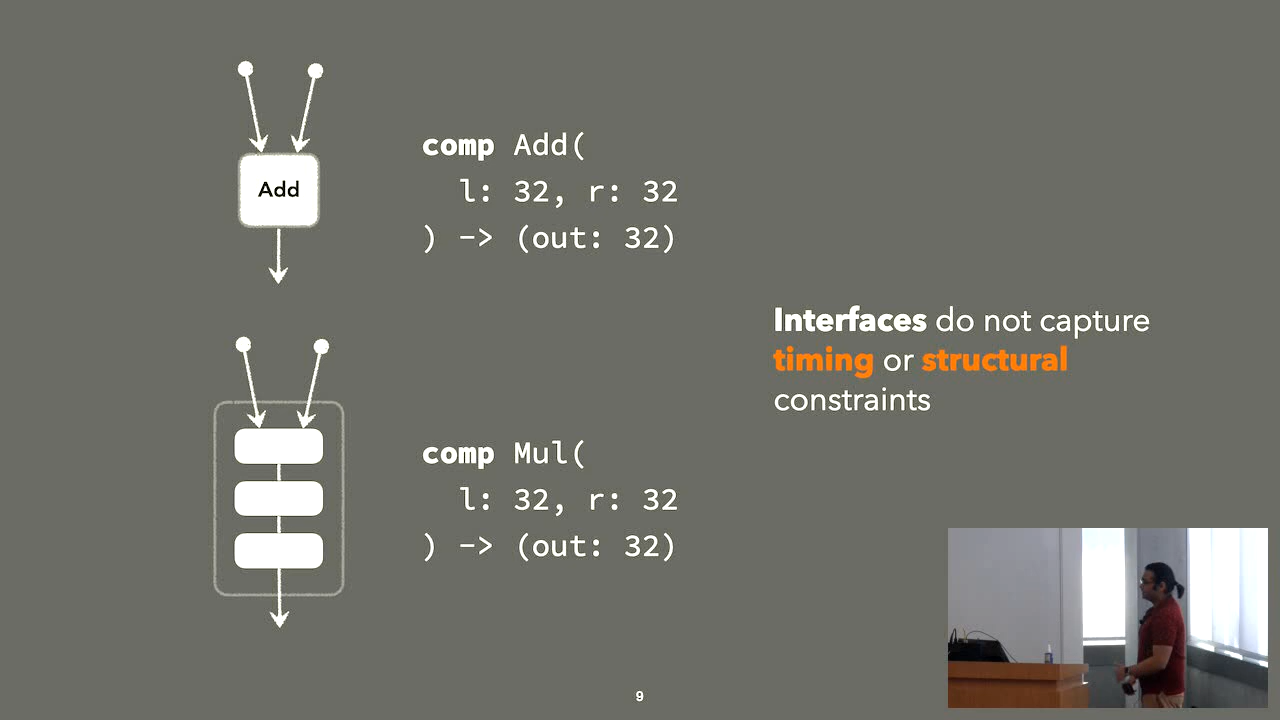 Add
comp Add(
l: 32, r: 32
) -> (out: 32)
Interfaces do not capture
timing or structural
constraints
comp Mul(
l: 32, r: 32
) -> (out: 32)
9